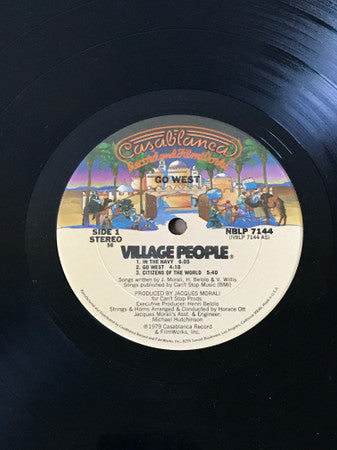 Casablanca
Record and FilmWorks
GO WEST
SIDE 1
STEREO
56
NBLP 7144
(NBLP 7144 AS)
VILLAGE PEOPLE®
1. IN THE NAVY 6:05
2. GO WEST 4:10
3. CITIZENS OF THE WORLD 5:40
Songs written by J. Morali, H. Belolo & V. Willis
Songs published by Can't Stop Music (BMI)
PRODUCED BY JACQUES MORALI
for Can't Stop Prods.
Executive Producer: Henri Belolo
Strings & Horns Arranged & Conducted by Horace Ott
Jacques Morali's Asst. & Engineer:
Michael Hutchinson
℗1979 Casablanca Record
& FilmWorks, Inc.